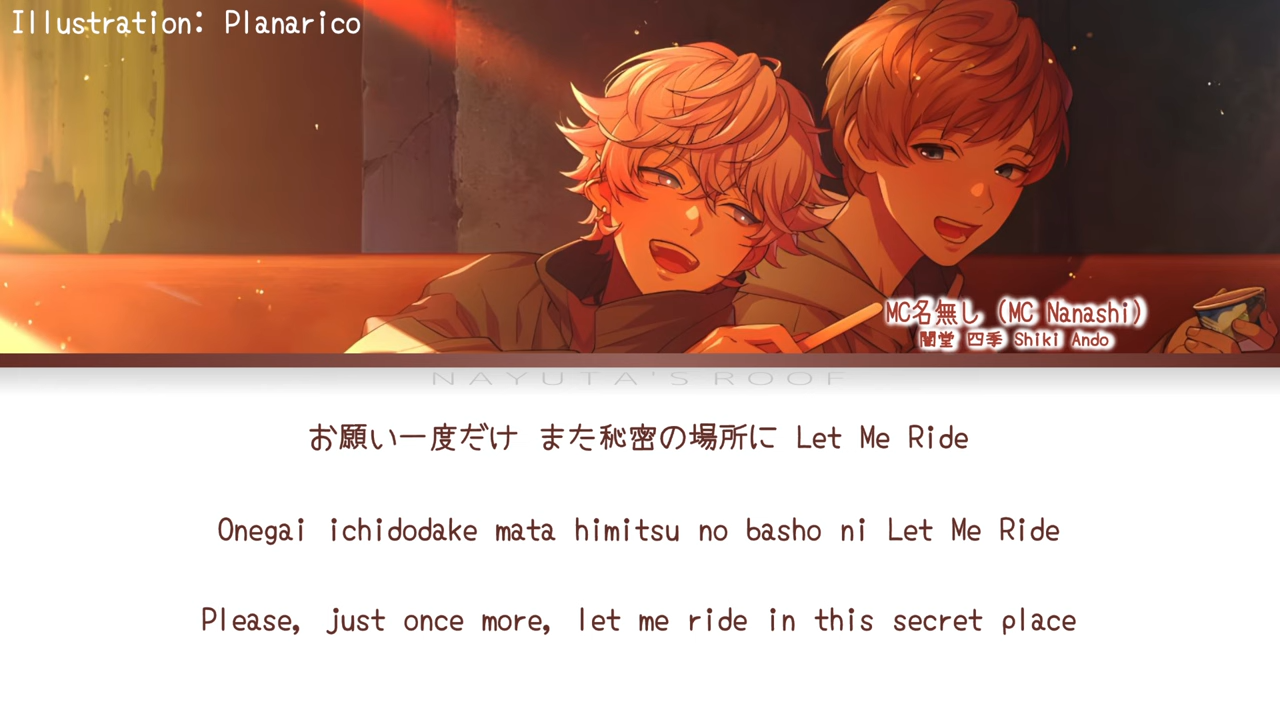 Illustration: Planarico
MC名無し (MC Nanashi)
闇堂 四季 Shiki Ando
NAYUTA'S ROOF
お願い一度だけ また秘密の場所に Let Me Ride
Onegai ichidodake mata himitsu no basho ni Let Me Ride
Please, just once more, let me ride in this secret place